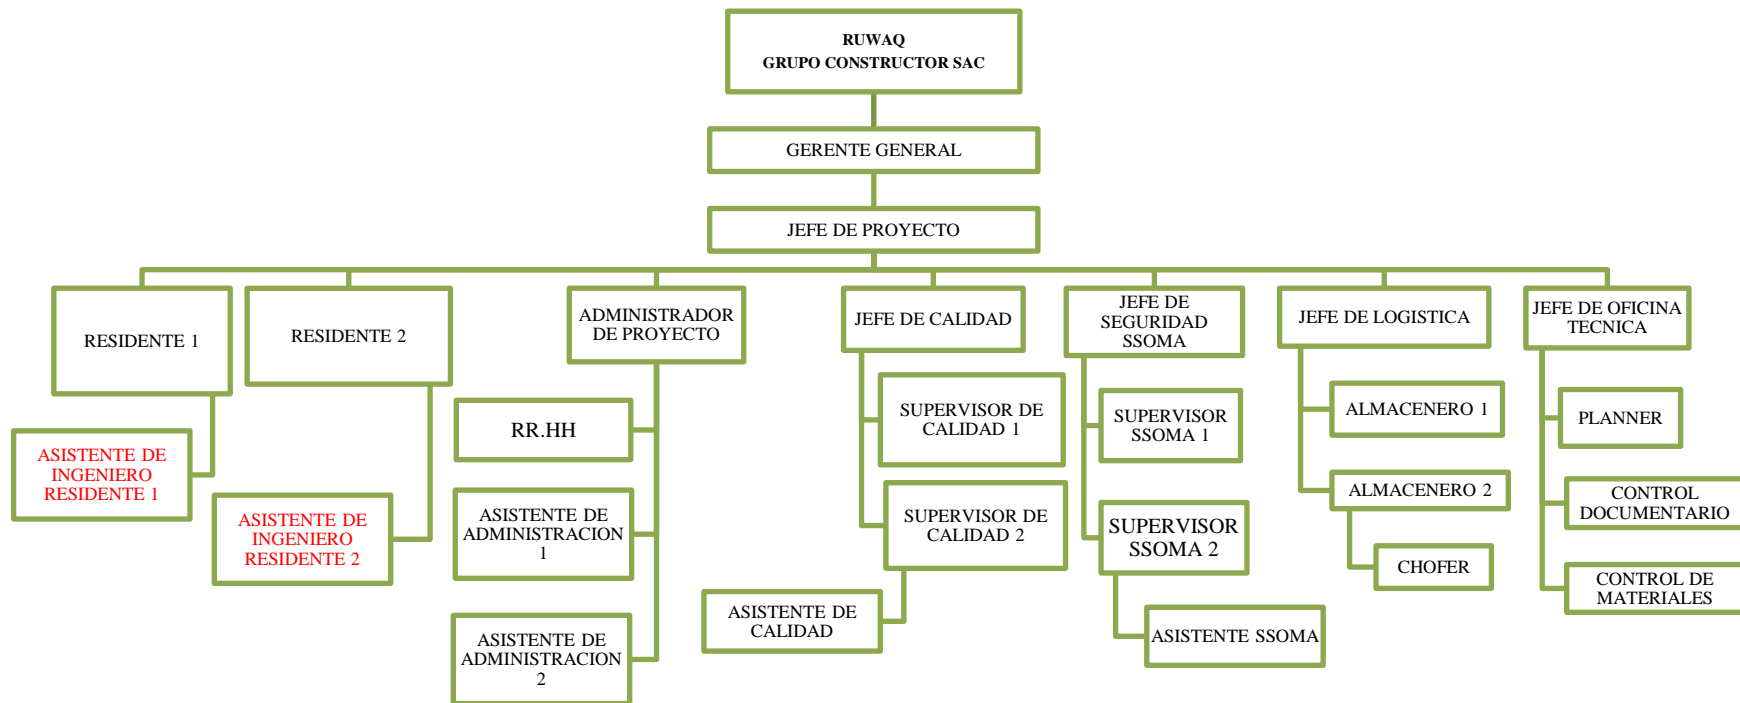 RUWAQ
GRUPO CONSTRUCTOR SAC
GERENTE GENERAL
JEFE DE PROYECTO
RESIDENTE 1
RESIDENTE 2
ADMINISTRADOR
DE PROYECTO
JEFE DE CALIDAD
JEFE DE
SEGURIDAD
SSOMA
JEFE DE LOGISTICA
JEFE DE OFICINA
TECNICA
ASISTENTE DE
INGENIERO
RESIDENTE 1
ASISTENTE DE
INGENIERO
RESIDENTE 2
RR.HH
ASISTENTE DE
ADMINISTRACION
1
ASISTENTE DE
ADMINISTRACION
2
SUPERVISOR DE
CALIDAD 1
SUPERVISOR DE
CALIDAD 2
ASISTENTE DE
CALIDAD
SUPERVISOR
SSOMA 1
SUPERVISOR
SSOMA 2
ASISTENTE SSOMA
ALMACENERO 1
ALMACENERO 2
CHOFER
PLANNER
CONTROL
DOCUMENTARIO
CONTROL DE
MATERIALES